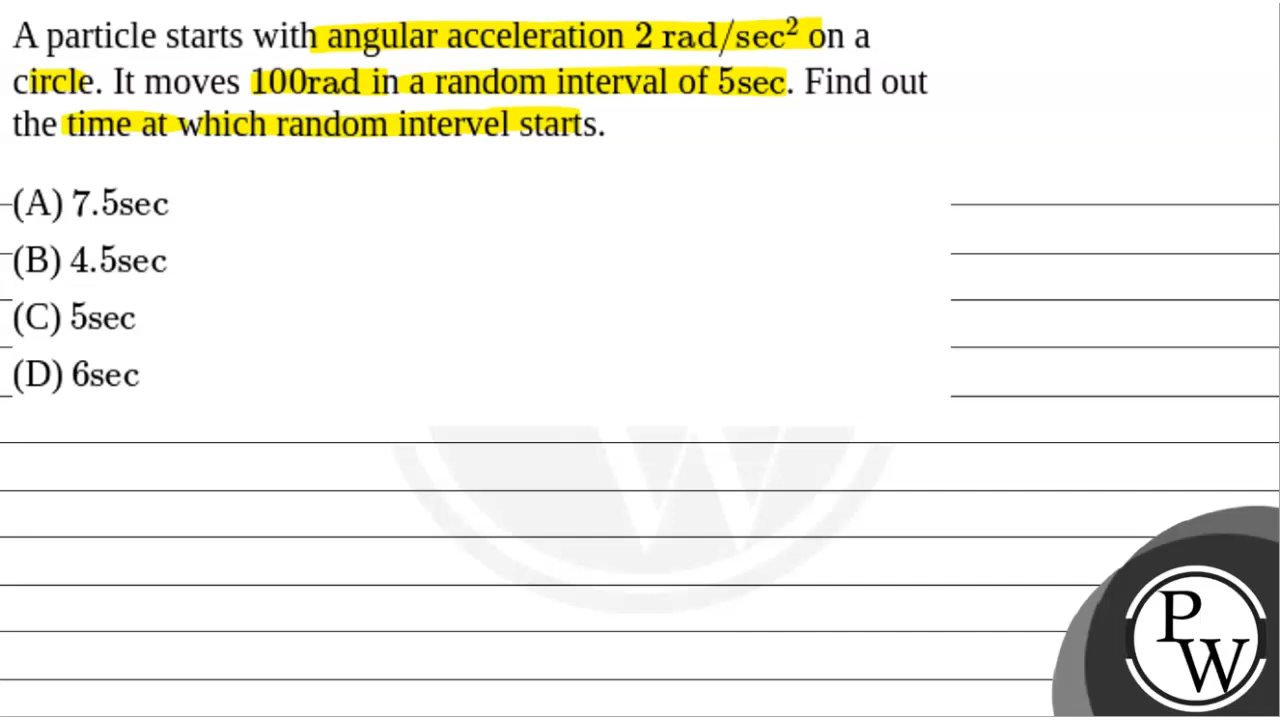 A particle starts with angular acceleration 2 rad/sec² on a
circle. It moves 100rad in a random interval of 5sec. Find out
the time at which random intervel starts.
(A) 7.5sec
(B) 4.5sec
(C) 5sec
(D) 6sec
W
P
W